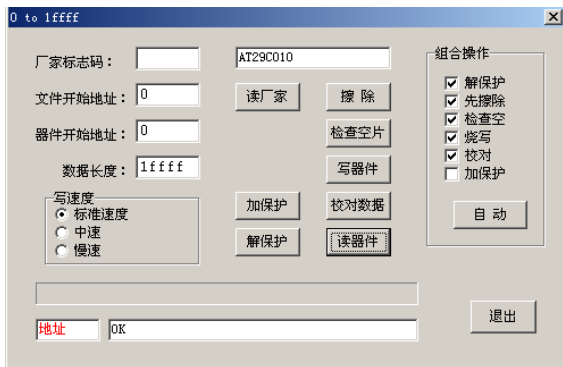 0 to 1ffff
厂家标志码：
AT29C010
组合操作
文件开始地址： 0
读厂家
擦 除
解保护
先擦除
检查空
烧写
校对
加保护
器件开始地址： 0
检查空片
数据长度： 1ffff
写器件
写速度
标准速度
中速
慢速
加保护
校对数据
自 动
解保护
读器件
退出
地址
OK